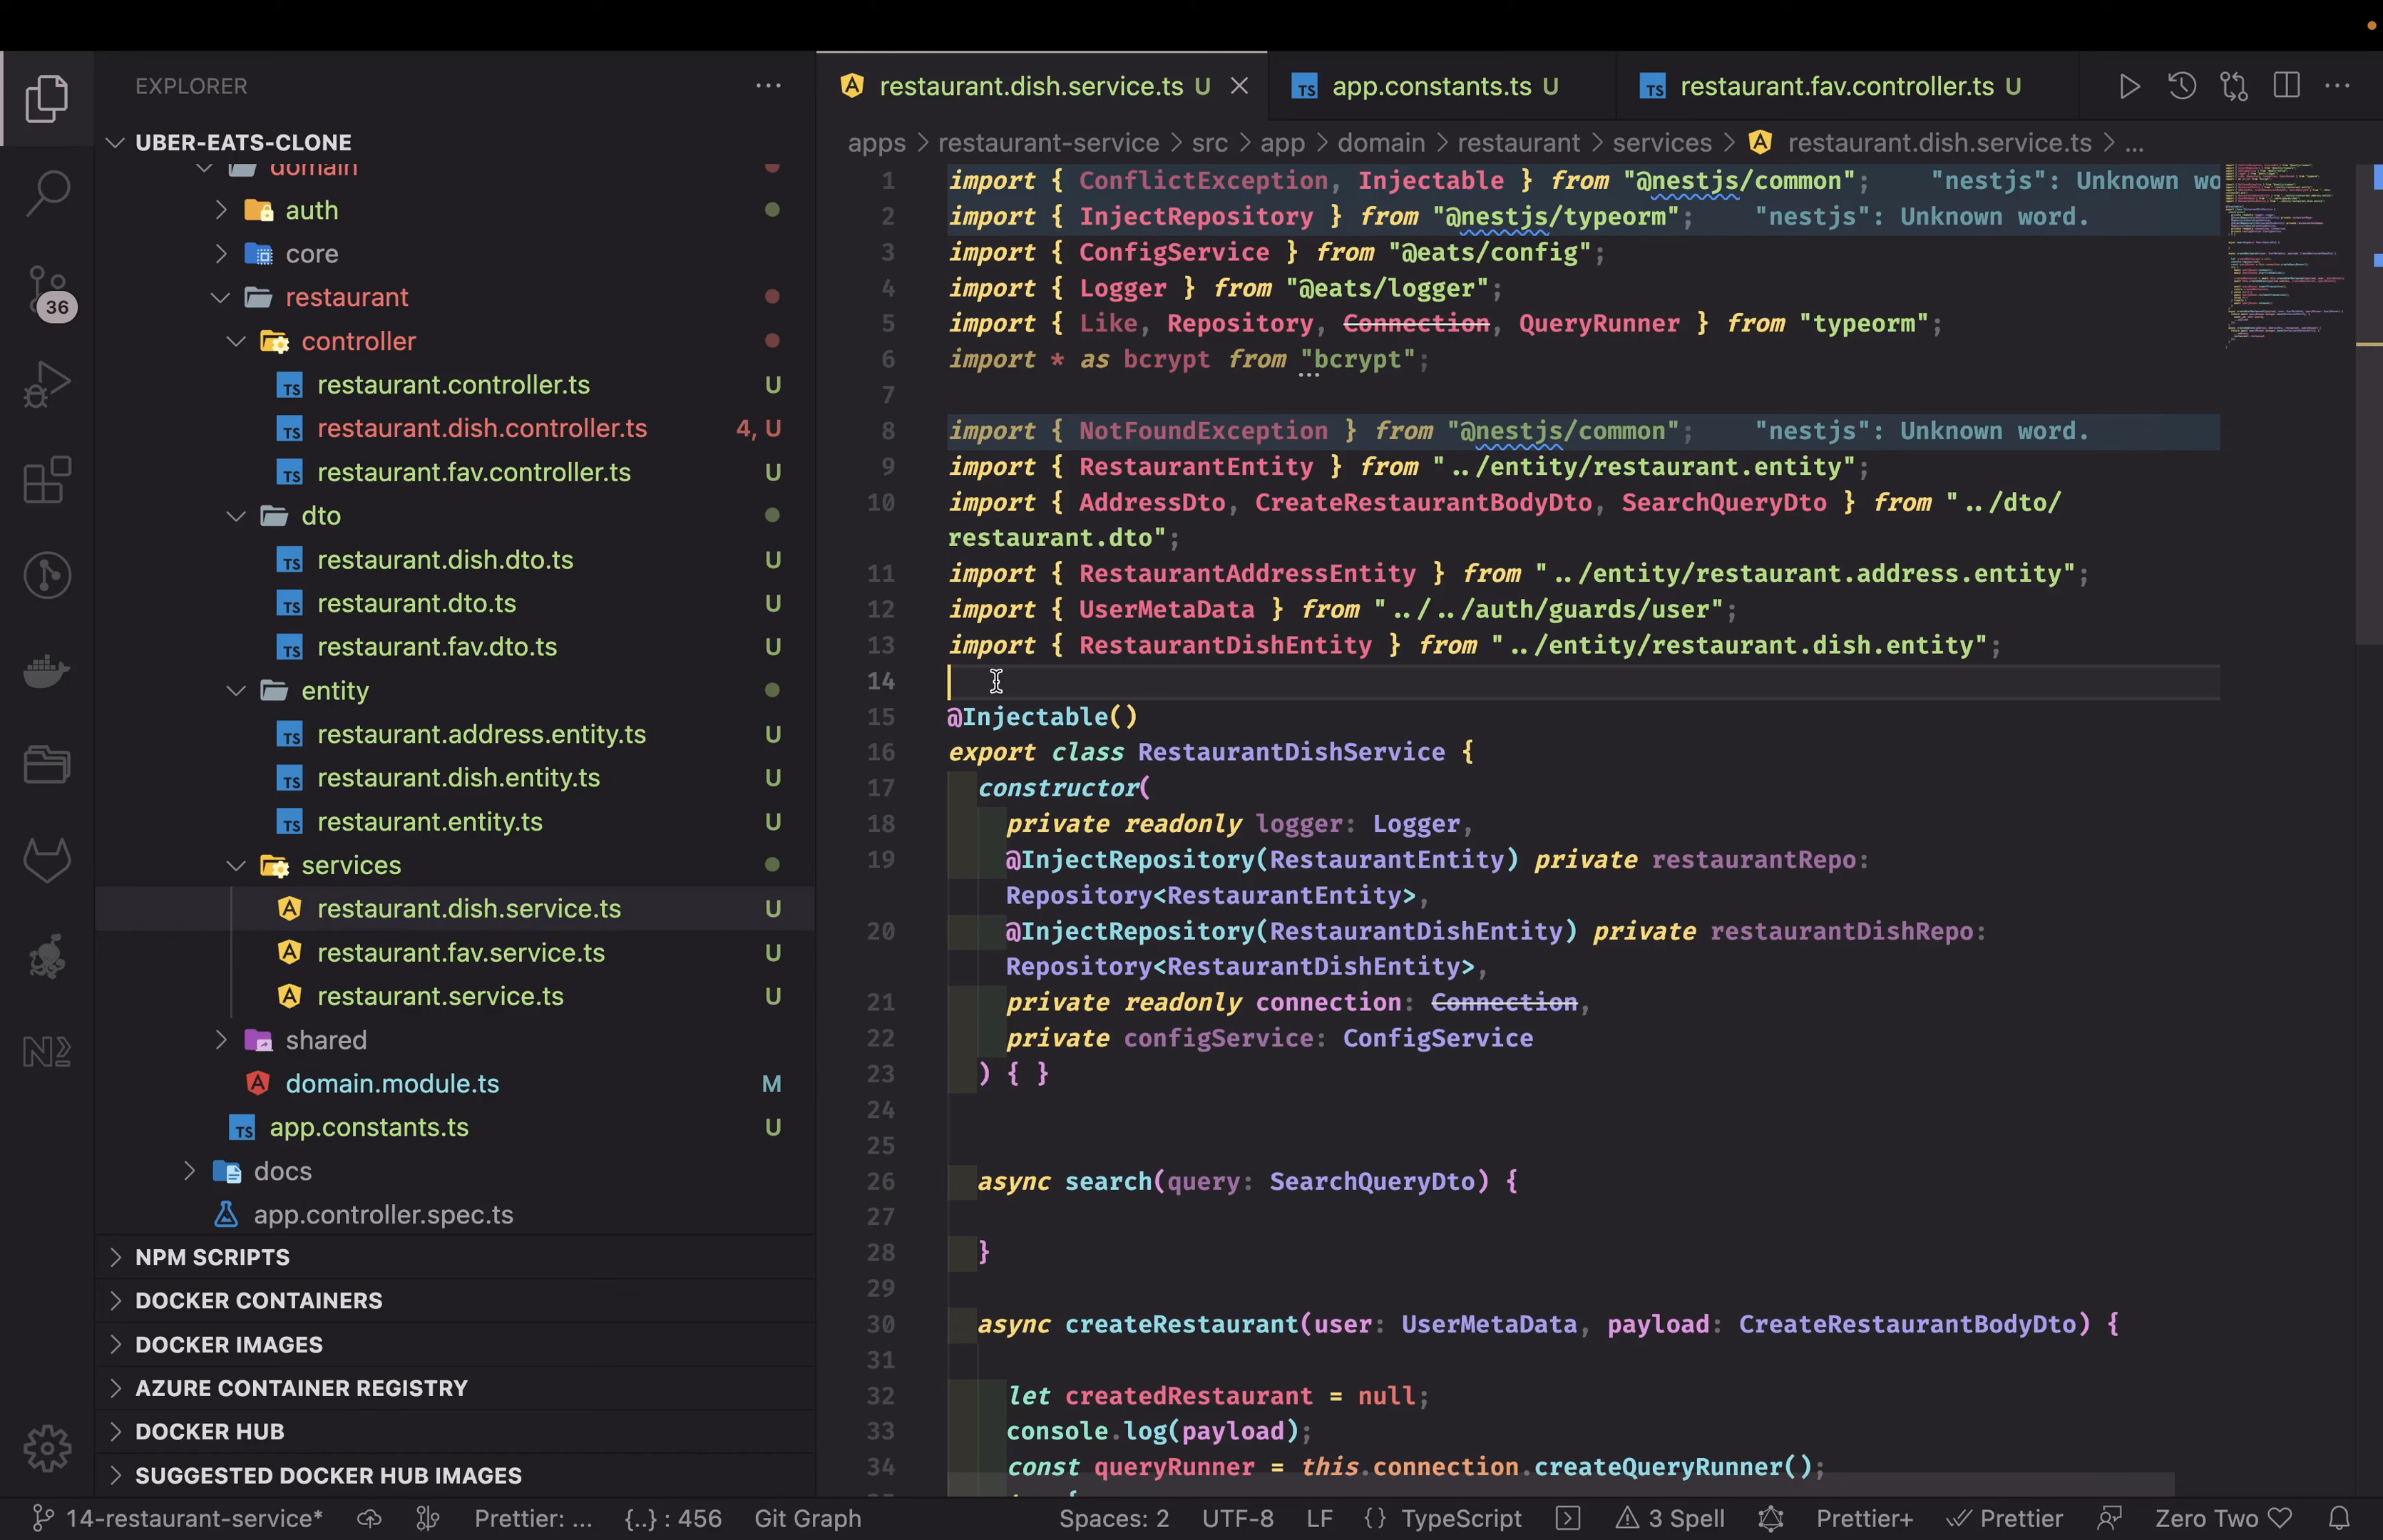 EXPLORER
UBER-EATS-CLONE
domain
auth
core
restaurant
controller
restaurant.controller.ts U
restaurant.dish.controller.ts 4, U
restaurant.fav.controller.ts U
dto
restaurant.dish.dto.ts U
restaurant.dto.ts U
restaurant.fav.dto.ts U
entity
restaurant.address.entity.ts U
restaurant.dish.entity.ts U
restaurant.entity.ts U
services
restaurant.dish.service.ts U
restaurant.fav.service.ts U
restaurant.service.ts U
shared
domain.module.ts M
app.constants.ts U
docs
app.controller.spec.ts
NPM SCRIPTS
DOCKER CONTAINERS
DOCKER IMAGES
AZURE CONTAINER REGISTRY
DOCKER HUB
SUGGESTED DOCKER HUB IMAGES
36
restaurant.dish.service.ts U
app.constants.ts U
restaurant.fav.controller.ts U
apps > restaurant-service > src > app > domain > restaurant > services > restaurant.dish.service.ts > ...
1 import { ConflictException, Injectable } from "@nestjs/common"; "nestjs": Unknown wo
2 import { InjectRepository } from "@nestjs/typeorm"; "nestjs": Unknown word.
3 import { ConfigService } from "@eats/config";
4 import { Logger } from "@eats/logger";
5 import { Like, Repository, Connection, QueryRunner } from "typeorm";
6 import * as bcrypt from "bcrypt";
7
8 import { NotFoundException } from "@nestjs/common"; "nestjs": Unknown word.
9 import { RestaurantEntity } from "../entity/restaurant.entity";
10 import { AddressDto, CreateRestaurantBodyDto, SearchQueryDto } from "../dto/
restaurant.dto";
11 import { RestaurantAddressEntity } from "../entity/restaurant.address.entity";
12 import { UserMetaData } from "../../auth/guards/user";
13 import { RestaurantDishEntity } from "../entity/restaurant.dish.entity";
14
15 @Injectable()
16 export class RestaurantDishService {
17 constructor(
18 private readonly logger: Logger,
19 @InjectRepository(RestaurantEntity) private restaurantRepo:
Repository<RestaurantEntity>,
20 @InjectRepository(RestaurantDishEntity) private restaurantDishRepo:
Repository<RestaurantDishEntity>,
21 private readonly connection: Connection,
22 private configService: ConfigService
23 ) { }
24
25
26 async search(query: SearchQueryDto) {
27
28 }
29
30 async createRestaurant(user: UserMetaData, payload: CreateRestaurantBodyDto) {
31
32 let createdRestaurant = null;
33 console.log(payload);
34 const queryRunner = this.connection.createQueryRunner();
14-restaurant-service* Prettier: ... {..} : 456 Git Graph Spaces: 2 UTF-8 LF {} TypeScript 3 Spell Prettier+ Prettier Zero Two